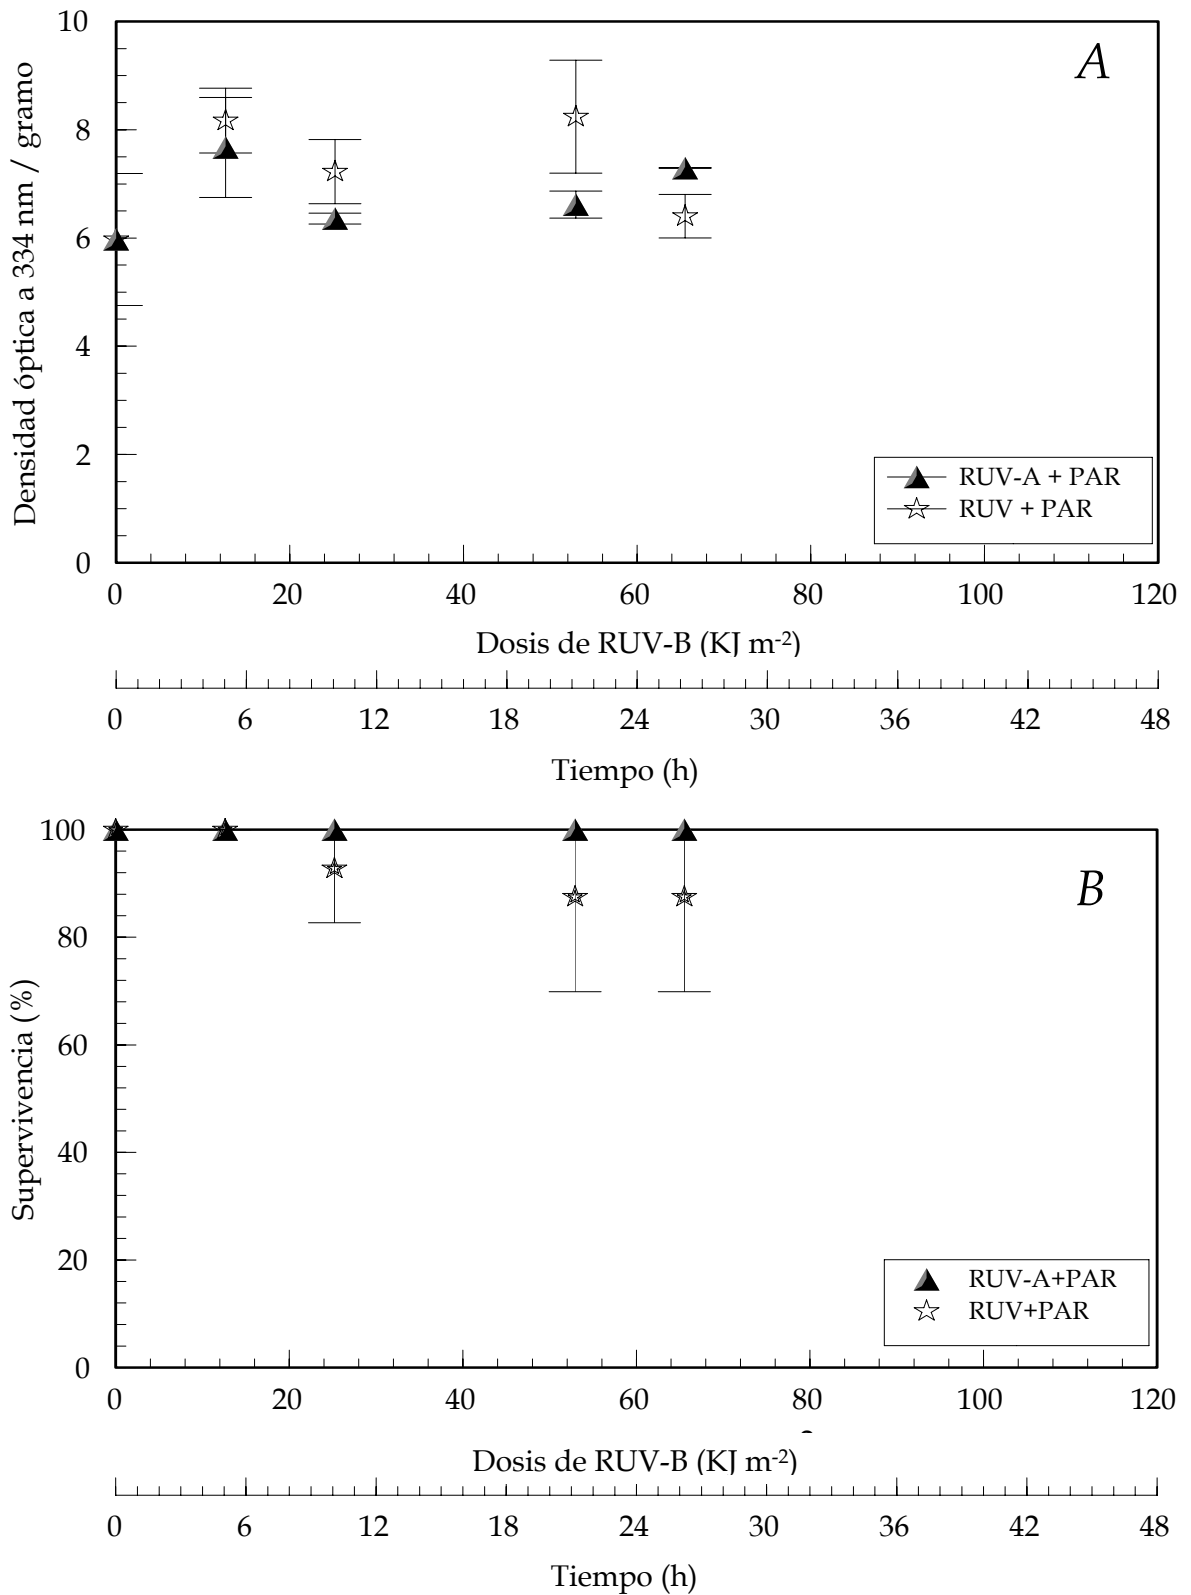 A
Densidad óptica a 334 nm / gramo
10
8
6
4
2
0
RUV-A + PAR
RUV + PAR
0 20 40 60 80 100 120
Dosis de RUV-B (KJ m-2)
0 6 12 18 24 30 36 42 48
Tiempo (h)
B
Supervivencia (%)
100
80
60
40
20
0
RUV-A+PAR
RUV+PAR
0 20 40 60 80 100 120
Dosis de RUV-B (KJ m-2)
0 6 12 18 24 30 36 42 48
Tiempo (h)